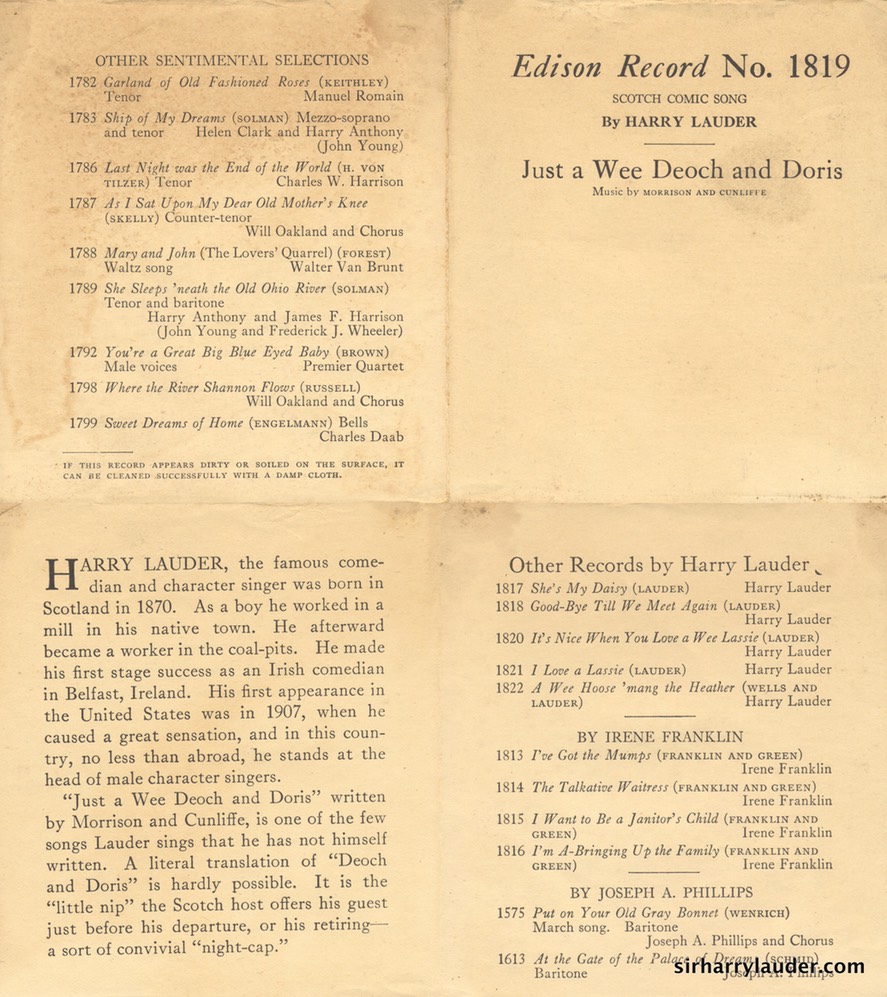 OTHER SENTIMENTAL SELECTIONS
1782 Garland of Old Fashioned Roses (KEITHLEY)
Tenor Manuel Romain
1783 Ship of My Dreams (SOLMAN) Mezzo-soprano
and tenor Helen Clark and Harry Anthony
(John Young)
1786 Last Night was the End of the World (H. VON
TILZER) Tenor Charles W. Harrison
1787 As I Sat Upon My Dear Old Mother's Knee
(SKELLY) Counter-tenor
Will Oakland and Chorus
1788 Mary and John (The Lovers' Quarrel) (FOREST)
Waltz song Walter Van Brunt
1789 She Sleeps 'neath the Old Ohio River (SOLMAN)
Tenor and baritone
Harry Anthony and James F. Harrison
(John Young and Frederick J. Wheeler)
1792 You're a Great Big Blue Eyed Baby (BROWN)
Male voices Premier Quartet
1798 Where the River Shannon Flows (RUSSELL)
Will Oakland and Chorus
1799 Sweet Dreams of Home (ENGELMANN) Bells
Charles Daab
IF THIS RECORD APPEARS DIRTY OR SOILED ON THE SURFACE, IT
CAN BE CLEANED SUCCESSFULLY WITH A DAMP CLOTH.
Edison Record No. 1819
SCOTCH COMIC SONG
By HARRY LAUDER
Just a Wee Deoch and Doris
Music by MORRISON AND CUNLIFFE
HARRY LAUDER, the famous come-
dian and character singer was born in
Scotland in 1870. As a boy he worked in a
mill in his native town. He afterward
became a worker in the coal-pits. He made
his first stage success as an Irish comedian
in Belfast, Ireland. His first appearance in
the United States was in 1907, when he
caused a great sensation, and in this coun-
try, no less than abroad, he stands at the
head of male character singers.
"Just a Wee Deoch and Doris" written
by Morrison and Cunliffe, is one of the few
songs Lauder sings that he has not himself
written. A literal translation of "Deoch
and Doris" is hardly possible. It is the
"little nip" the Scotch host offers his guest
just before his departure, or his retiring—
a sort of convivial "night-cap."
Other Records by Harry Lauder
1817 She's My Daisy (LAUDER) Harry Lauder
1818 Good-Bye Till We Meet Again (LAUDER)
Harry Lauder
1820 It's Nice When You Love a Wee Lassie (LAUDER)
Harry Lauder
1821 I Love a Lassie (LAUDER) Harry Lauder
1822 A Wee Hoose 'mang the Heather (WELLS AND
LAUDER) Harry Lauder
BY IRENE FRANKLIN
1813 I've Got the Mumps (FRANKLIN AND GREEN)
Irene Franklin
1814 The Talkative Waitress (FRANKLIN AND GREEN)
Irene Franklin
1815 I Want to Be a Janitor's Child (FRANKLIN AND
GREEN) Irene Franklin
1816 I'm A-Bringing Up the Family (FRANKLIN AND
GREEN) Irene Franklin
BY JOSEPH A. PHILLIPS
1575 Put on Your Old Gray Bonnet (WENRICH)
March song. Baritone
Joseph A. Phillips and Chorus
1613 At the Gate of the Palace of Dreams (SCHMID)
Baritone Joseph A. Phillips
sirharrylauder.com